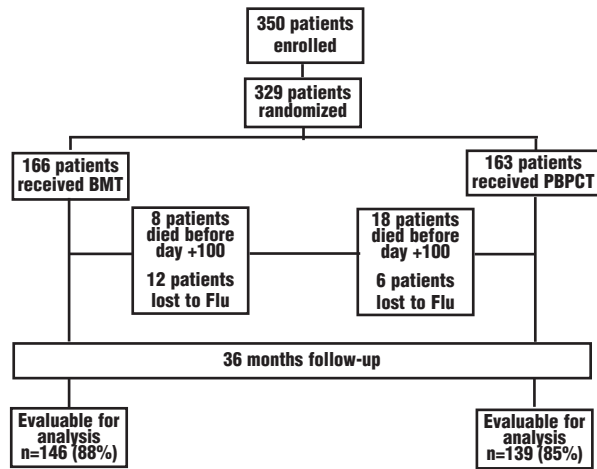 350 patients
enrolled
329 patients
randomized
166 patients
received BMT
163 patients
received PBPCT
8 patients
died before
day +100
12 patients
lost to Flu
18 patients
died before
day +100
6 patients
lost to Flu
36 months follow-up
Evaluable for
analysis
n=146 (88%)
Evaluable for
analysis
n=139 (85%)